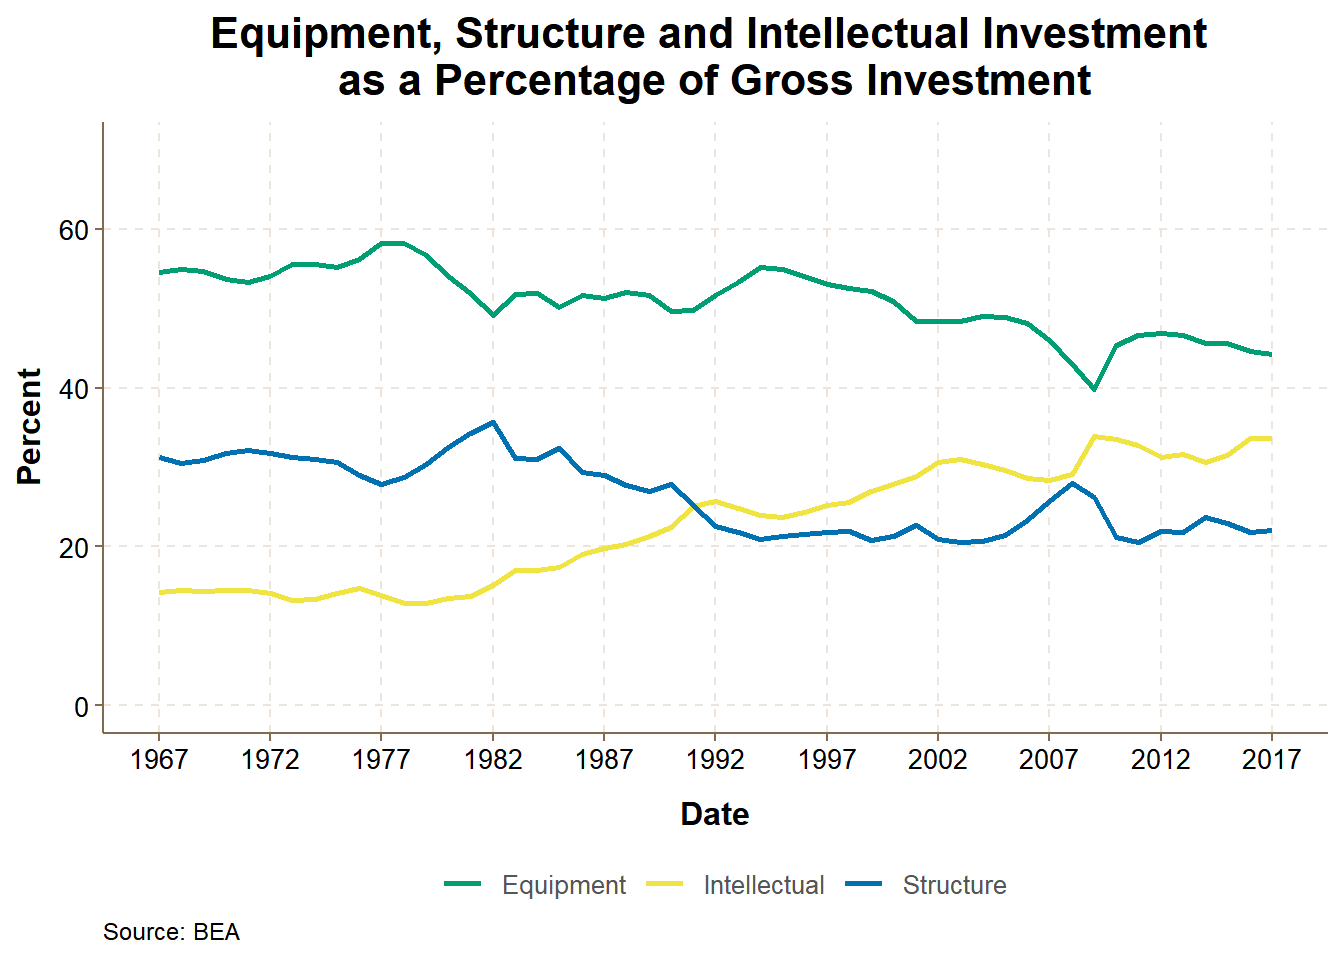 Equipment, Structure and Intellectual Investment
as a Percentage of Gross Investment
Percent
60
40
20
0
1967 1972 1977 1982 1987 1992 1997 2002 2007 2012 2017
Date
Equipment Intellectual Structure
Source: BEA